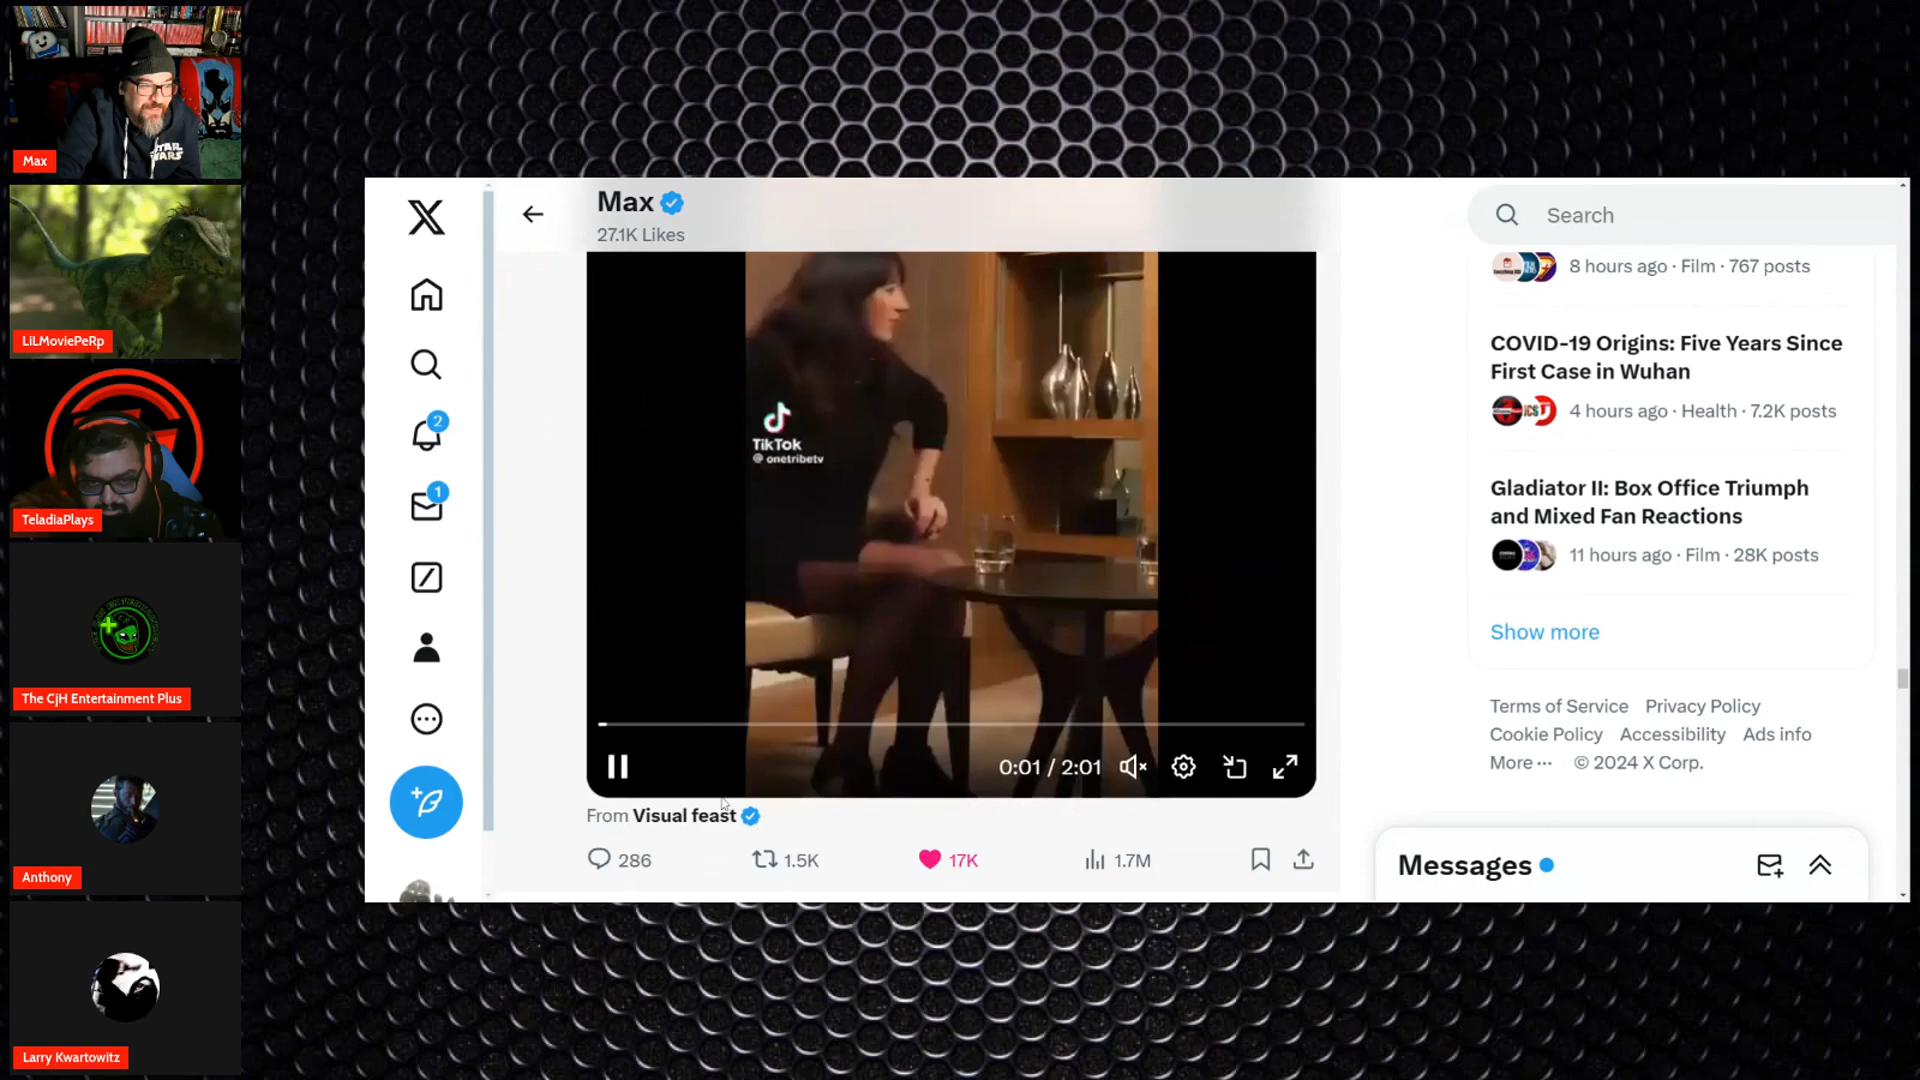 Max
STAR
WARS
LiLMoviePeRp
TeladiaPlays
The CjH Entertainment Plus
Anthony
Larry Kwartowitz
2
1
Max
27.1K Likes
TikTok
@ onetribetv
0:01 / 2:01
From Visual feast
286
1.5K
17K
1.7M
Search
8 hours ago · Film · 767 posts
COVID-19 Origins: Five Years Since
First Case in Wuhan
4 hours ago · Health · 7.2K posts
Gladiator II: Box Office Triumph
and Mixed Fan Reactions
11 hours ago · Film · 28K posts
Show more
Terms of Service Privacy Policy
Cookie Policy Accessibility Ads info
More ··· © 2024 X Corp.
Messages